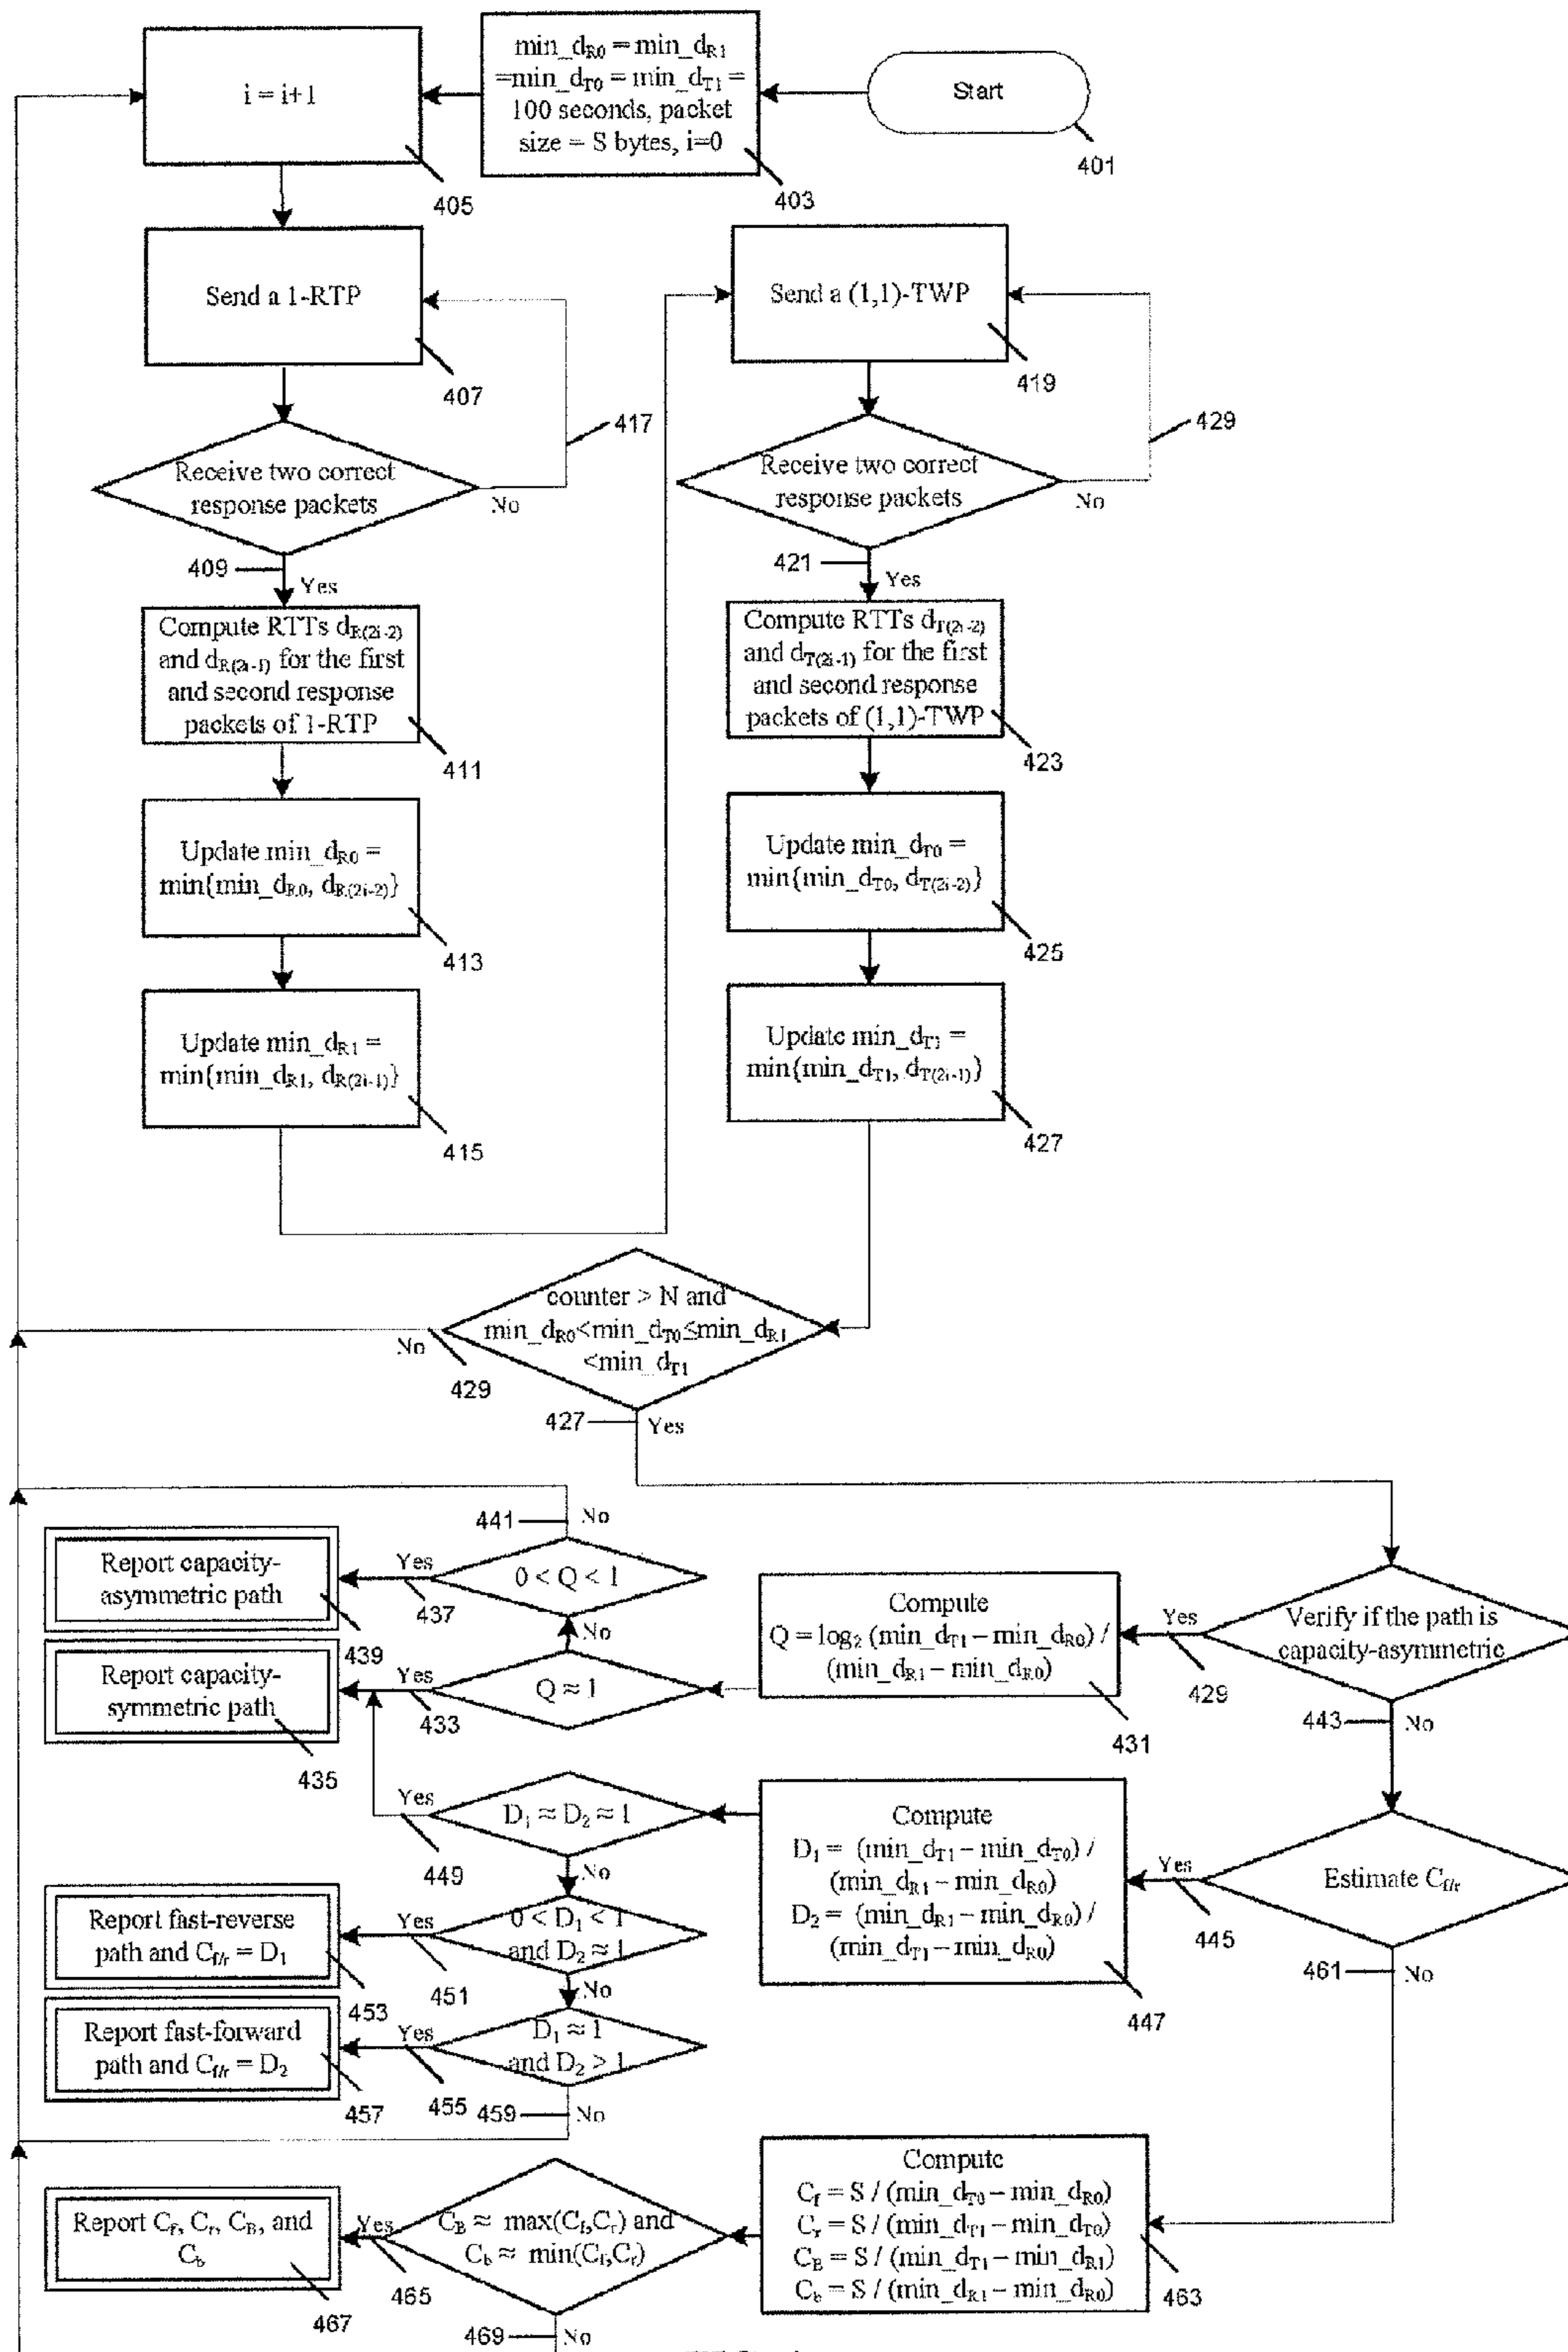 min_dR0 = min_dR1
=min_dT0 = min_dT1 =
100 seconds, packet
size = S bytes, i=0
403
Start
401
i = i+1
405
Send a 1-RTP
407
Receive two correct
response packets
No
417
409
Yes
Compute RTTs dR(2i-2)
and dR(2i-1) for the first
and second response
packets of 1-RTP
411
Update min_dR0 =
min{min_dR0, dR(2i-2)}
413
Update min_dR1 =
min{min_dR1, dR(2i-1)}
415
Send a (1,1)-TWP
419
Receive two correct
response packets
No
429
421
Yes
Compute RTTs dT(2i-2)
and dT(2i-1) for the first
and second response
packets of (1,1)-TWP
423
Update min_dT0 =
min{min_dT0, dT(2i-2)}
425
Update min_dT1 =
min{min_dT1, dT(2i-1)}
427
counter > N and
min_dR0<min_dT0≤min_dR1
<min_dT1
No
429
427
Yes
Verify if the path is
capacity-asymmetric
Yes
429
443
No
Compute
Q = log2 (min_dT1 – min_dR0) /
(min_dR1 – min_dR0)
431
Q ≈ 1
Yes
433
No
Report capacity-
symmetric path
435
0 < Q < 1
Yes
437
441
No
Report capacity-
asymmetric path
439
Estimate Cf/r
Yes
445
461
No
Compute
D1 = (min_dT1 – min_dT0) /
(min_dR1 – min_dR0)
D2 = (min_dR1 – min_dR0) /
(min_dT1 – min_dR0)
447
D1 ≈ D2 ≈ 1
Yes
449
No
0 < D1 < 1
and D2 ≈ 1
Yes
451
No
Report fast-reverse
path and Cf/r = D1
453
D1 ≈ 1
and D2 > 1
Yes
455
459
No
Report fast-forward
path and Cf/r = D2
457
Compute
Cf = S / (min_dT0 – min_dR0)
Cr = S / (min_dT1 – min_dT0)
CB = S / (min_dT1 – min_dR1)
Cb = S / (min_dR1 – min_dR0)
463
CB ≈ max(Cf,Cr) and
Cb ≈ min(Cf,Cr)
Yes
465
469
No
Report Cf, Cr, CB, and
Cb
467